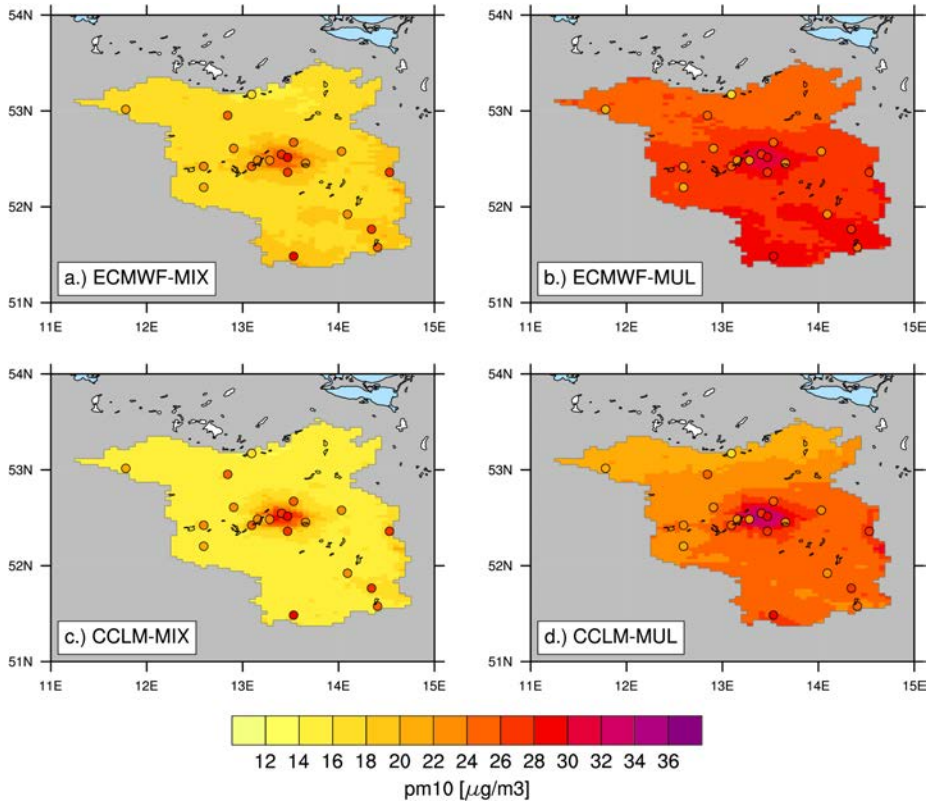 54N
54N
53N
53N
52N
52N
a.) ECMWF-MIX
b.) ECMWF-MUL
51N
51N
11E 12E 13E 14E 15E
11E 12E 13E 14E 15E
54N
54N
53N
53N
52N
52N
c.) CCLM-MIX
d.) CCLM-MUL
51N
51N
11E 12E 13E 14E 15E
11E 12E 13E 14E 15E
12 14 16 18 20 22 24 26 28 30 32 34 36
pm10 [µg/m3]